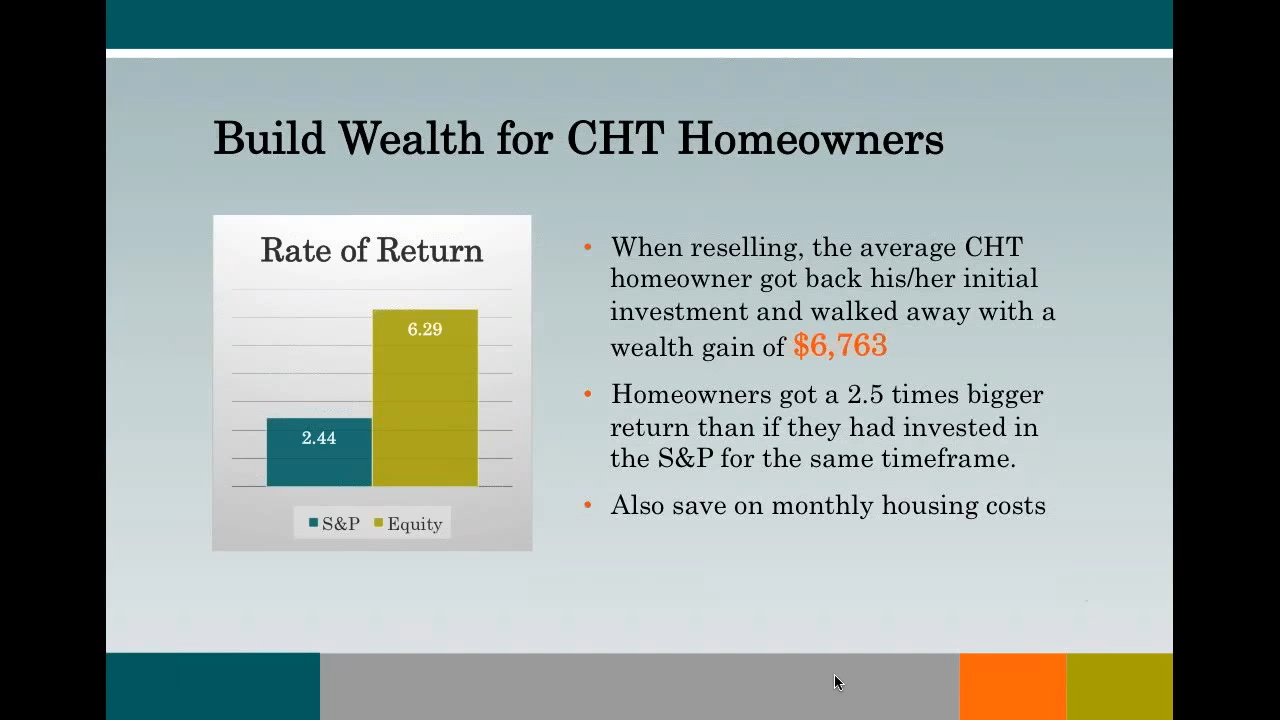 Build Wealth for CHT Homeowners
Rate of Return
6.29
2.44
S&P Equity
• When reselling, the average CHT
homeowner got back his/her initial
investment and walked away with a
wealth gain of $6,763
• Homeowners got a 2.5 times bigger
return than if they had invested in
the S&P for the same timeframe.
• Also save on monthly housing costs